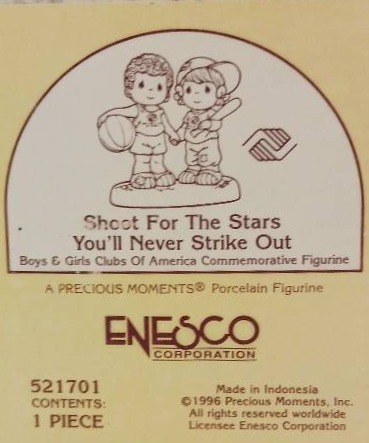 Shoot For The Stars
You'll Never Strike Out
Boys & Girls Clubs Of America Commemorative Figurine
A PRECIOUS MOMENTS® Porcelain Figurine
ENESCO
CORPORATION
521701
CONTENTS:
1 PIECE
Made in Indonesia
©1996 Precious Moments, Inc.
All rights reserved worldwide
Licensee Enesco Corporation